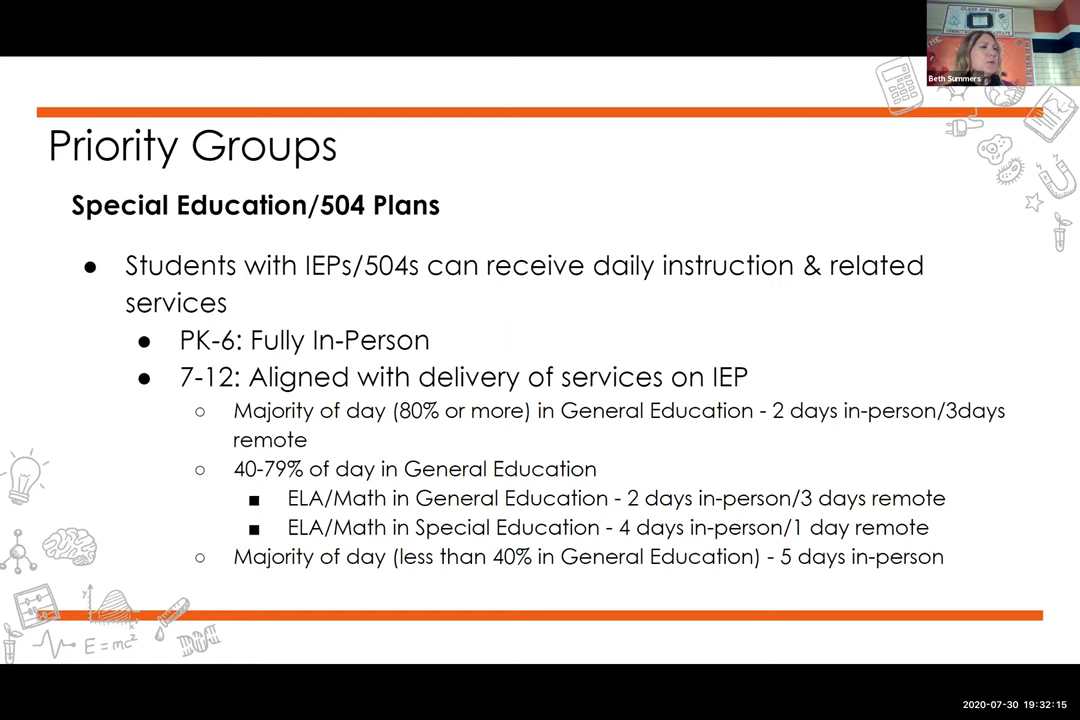 CLASS OF 2021
Beth Summers
Priority Groups
Special Education/504 Plans
● Students with IEPs/504s can receive daily instruction & related
services
● PK-6: Fully In-Person
● 7-12: Aligned with delivery of services on IEP
○ Majority of day (80% or more) in General Education - 2 days in-person/3days
remote
○ 40-79% of day in General Education
■ ELA/Math in General Education - 2 days in-person/3 days remote
■ ELA/Math in Special Education - 4 days in-person/1 day remote
○ Majority of day (less than 40% in General Education) - 5 days in-person
y
x
E=mc²
2020-07-30 19:32:15